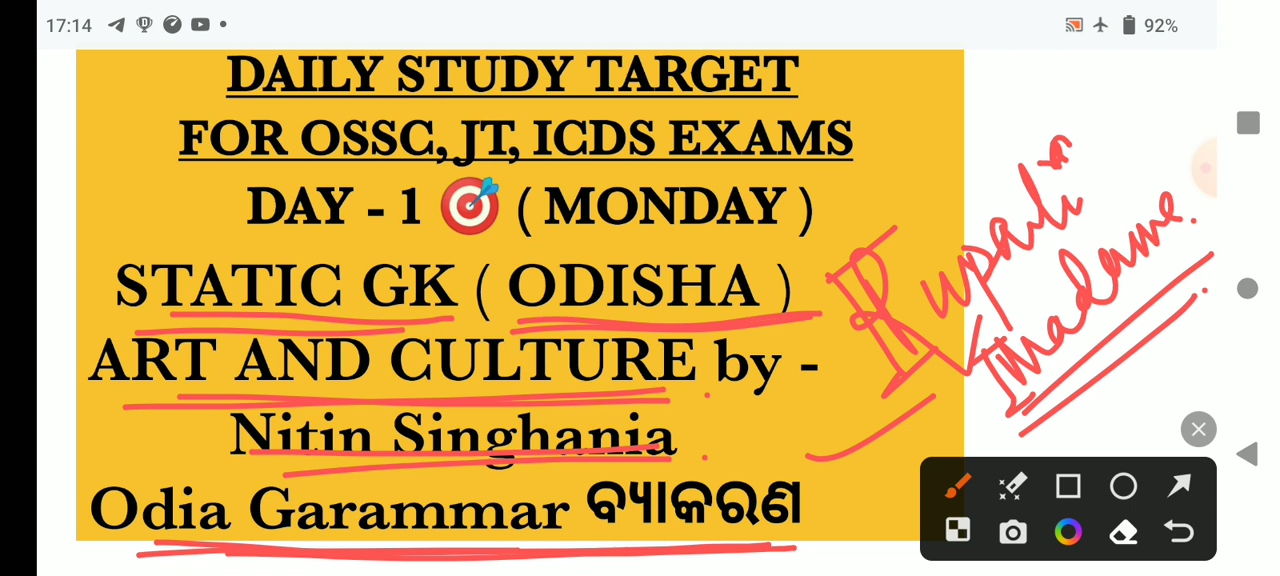 17:14
92%
DAILY STUDY TARGET
FOR OSSC, JT, ICDS EXAMS
DAY - 1 🎯 ( MONDAY )
STATIC GK ( ODISHA )
ART AND CULTURE by -
Nitin Singhania
Odia Garammar ବ୍ୟାକରଣ
Rupali
Madame.